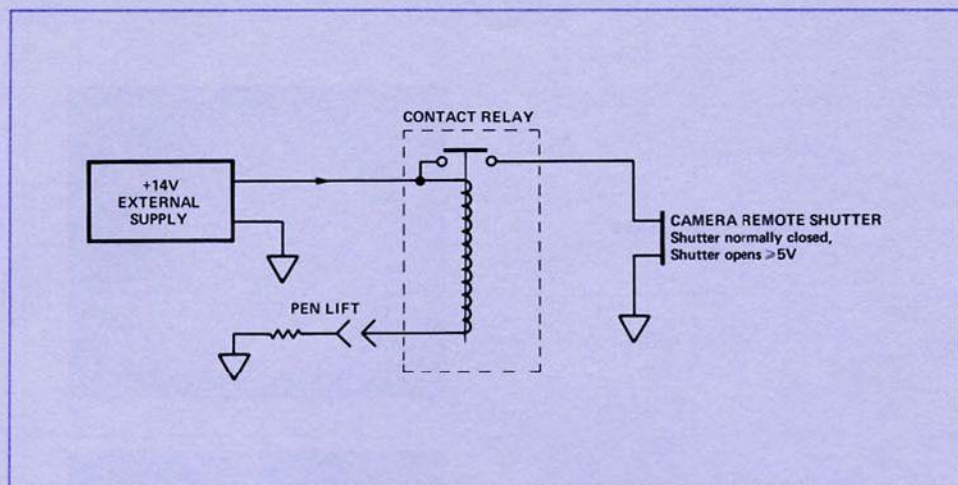 CONTACT RELAY
+14V
EXTERNAL
SUPPLY
CAMERA REMOTE SHUTTER
Shutter normally closed,
Shutter opens ⩾5V
PEN LIFT